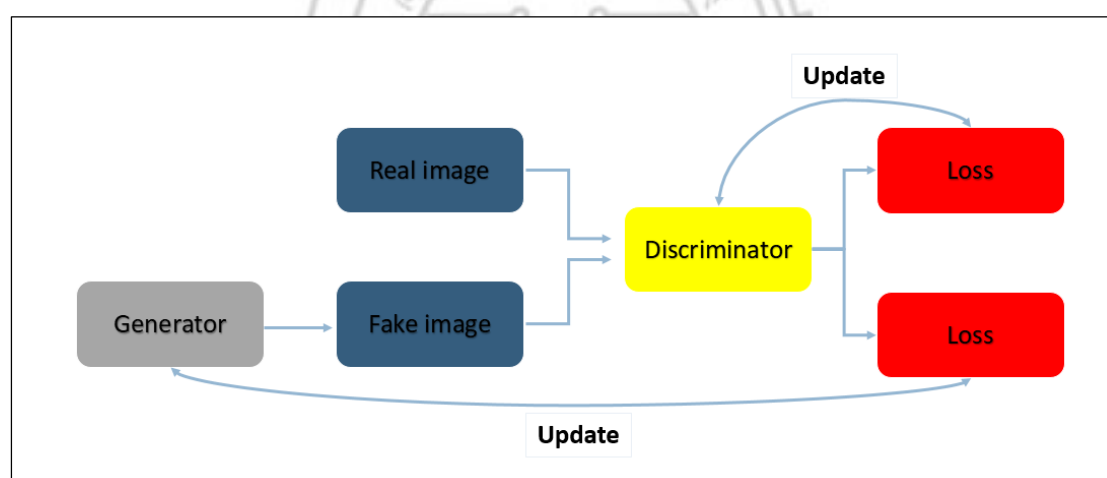 Update
Real image
Loss
Discriminator
Generator
Fake image
Loss
Update